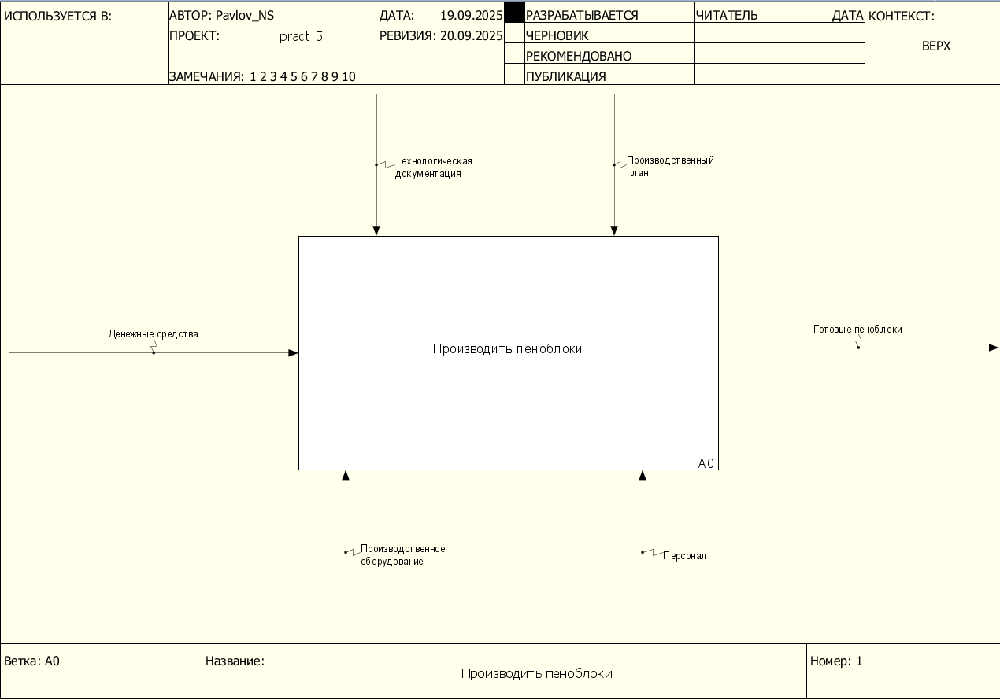 ИСПОЛЬЗУЕТСЯ В:
АВТОР: Pavlov_NS
ДАТА: 19.09.2025
РАЗРАБАТЫВАЕТСЯ
ЧИТАТЕЛЬ
ДАТА
КОНТЕКСТ:
ПРОЕКТ: pract_5
РЕВИЗИЯ: 20.09.2025
ЧЕРНОВИК
ВЕРХ
РЕКОМЕНДОВАНО
ЗАМЕЧАНИЯ: 1 2 3 4 5 6 7 8 9 10
ПУБЛИКАЦИЯ
Технологическая
документация
Производственный
план
Денежные средства
Готовые пеноблоки
Производить пеноблоки
A0
Производственное
оборудование
Персонал
Ветка: A0
Название:
Производить пеноблоки
Номер: 1